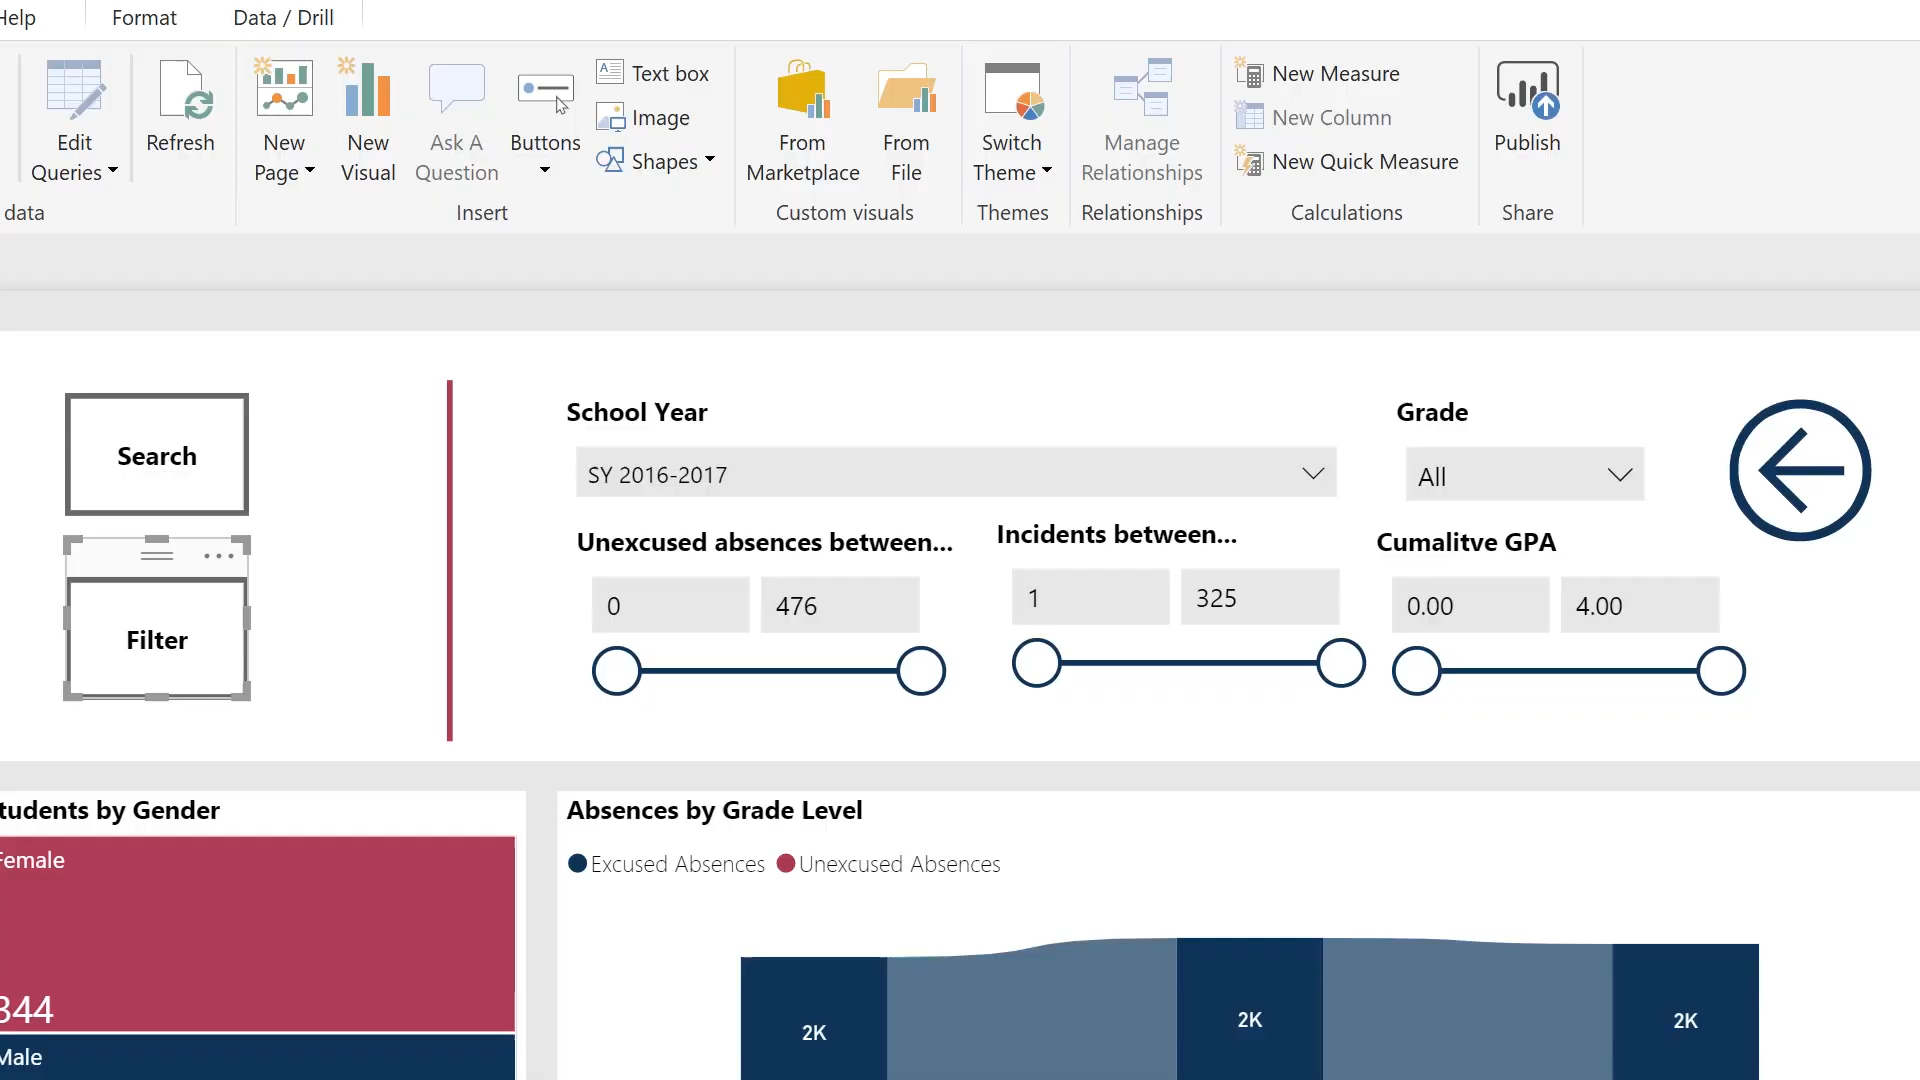 Help
Format
Data / Drill
Edit
Queries
Refresh
New
Page
New
Visual
Ask A
Question
Buttons
Text box
Image
Shapes
From
Marketplace
From
File
Switch
Theme
Manage
Relationships
New Measure
New Column
New Quick Measure
Publish
data
Insert
Custom visuals
Themes
Relationships
Calculations
Share
Search
Filter
School Year
SY 2016-2017
Grade
All
Unexcused absences between...
0
476
Incidents between...
1
325
Cumalitve GPA
0.00
4.00
tudents by Gender
Female
344
Male
Absences by Grade Level
Excused Absences
Unexcused Absences
2K
2K
2K